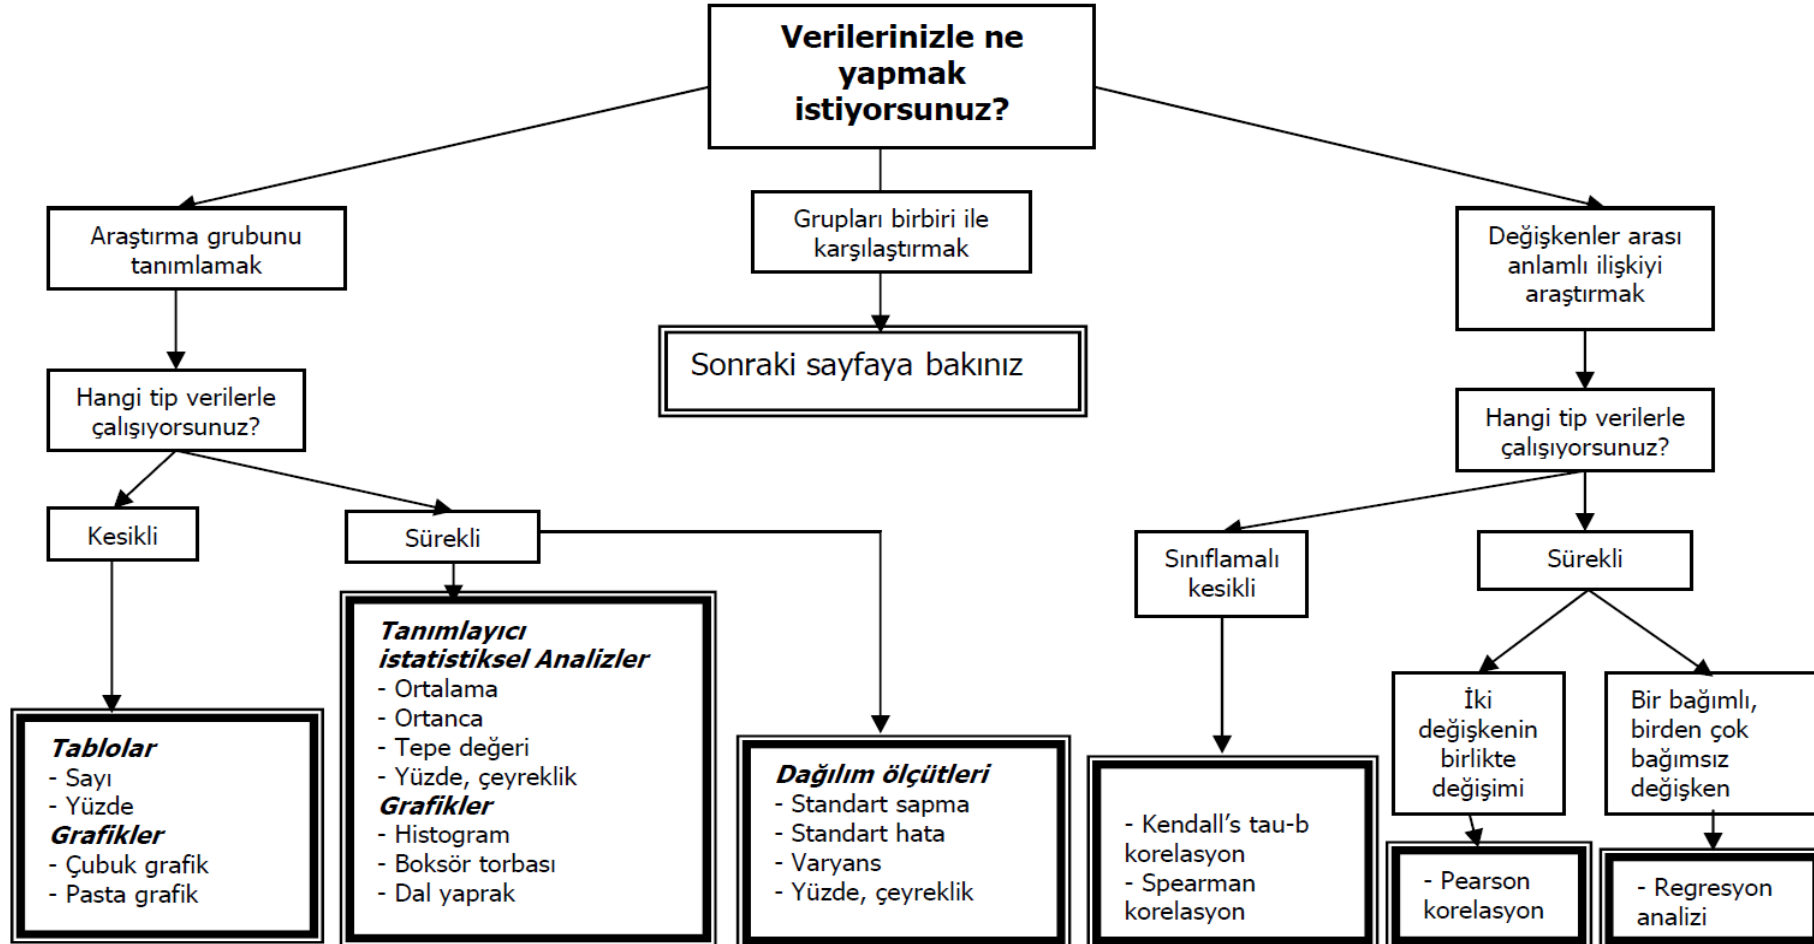 Verilerinizle ne
yapmak
istiyorsunuz?
Araştırma grubunu
tanımlamak
Grupları birbiri ile
karşılaştırmak
Değişkenler arası
anlamlı ilişkiyi
araştırmak
Sonraki sayfaya bakınız
Hangi tip verilerle
çalışıyorsunuz?
Hangi tip verilerle
çalışıyorsunuz?
Kesikli
Sürekli
Sınıflamalı
kesikli
Sürekli
Tablolar
- Sayı
- Yüzde
Grafikler
- Çubuk grafik
- Pasta grafik
Tanımlayıcı
istatistiksel Analizler
- Ortalama
- Ortanca
- Tepe değeri
- Yüzde, çeyreklik
Grafikler
- Histogram
- Boksör torbası
- Dal yaprak
Dağılım ölçütleri
- Standart sapma
- Standart hata
- Varyans
- Yüzde, çeyreklik
- Kendall's tau-b
korelasyon
- Spearman
korelasyon
İki
değişkenin
birlikte
değişimi
Bir bağımlı,
birden çok
bağımsız
değişken
- Pearson
korelasyon
- Regresyon
analizi